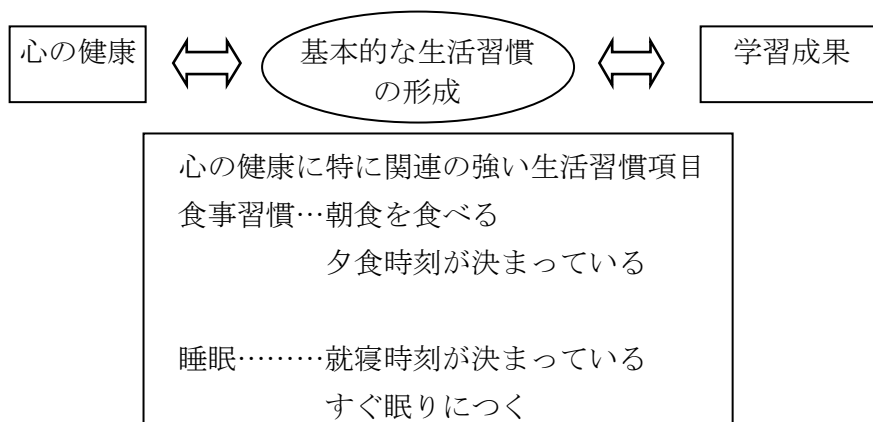 心の健康
基本的な生活習慣
の形成
学習成果
心の健康に特に関連の強い生活習慣項目
食事習慣…朝食を食べる
夕食時刻が決まっている
睡眠………就寝時刻が決まっている
すぐ眠りにつく